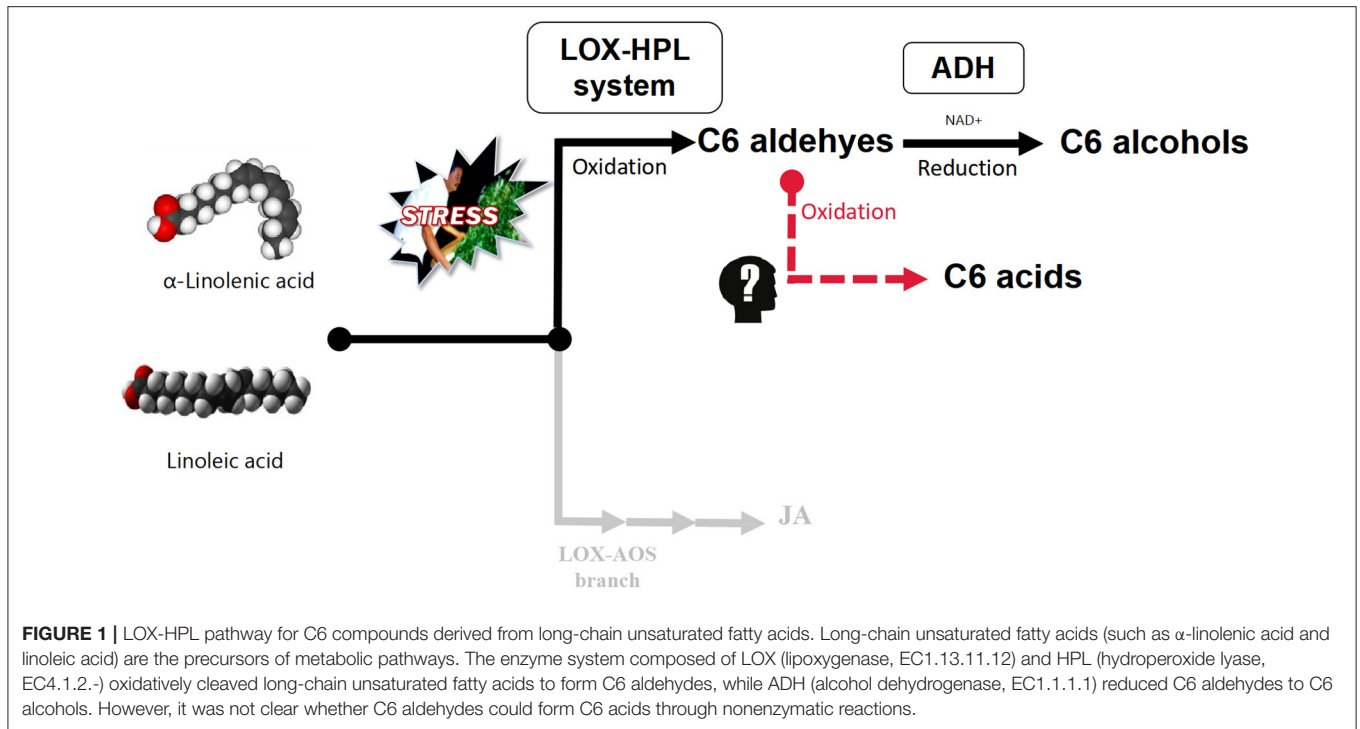 LOX-HPL
system
ADH
NAD+
C6 aldehyes
C6 alcohols
Oxidation
Reduction
STRESS
Oxidation
α-Linolenic acid
?
C6 acids
Linoleic acid
JA
LOX-AOS
branch
FIGURE 1 | LOX-HPL pathway for C6 compounds derived from long-chain unsaturated fatty acids. Long-chain unsaturated fatty acids (such as α-linolenic acid and
linoleic acid) are the precursors of metabolic pathways. The enzyme system composed of LOX (lipoxygenase, EC1.13.11.12) and HPL (hydroperoxide lyase,
EC4.1.2.-) oxidatively cleaved long-chain unsaturated fatty acids to form C6 aldehydes, while ADH (alcohol dehydrogenase, EC1.1.1.1) reduced C6 aldehydes to C6
alcohols. However, it was not clear whether C6 aldehydes could form C6 acids through nonenzymatic reactions.